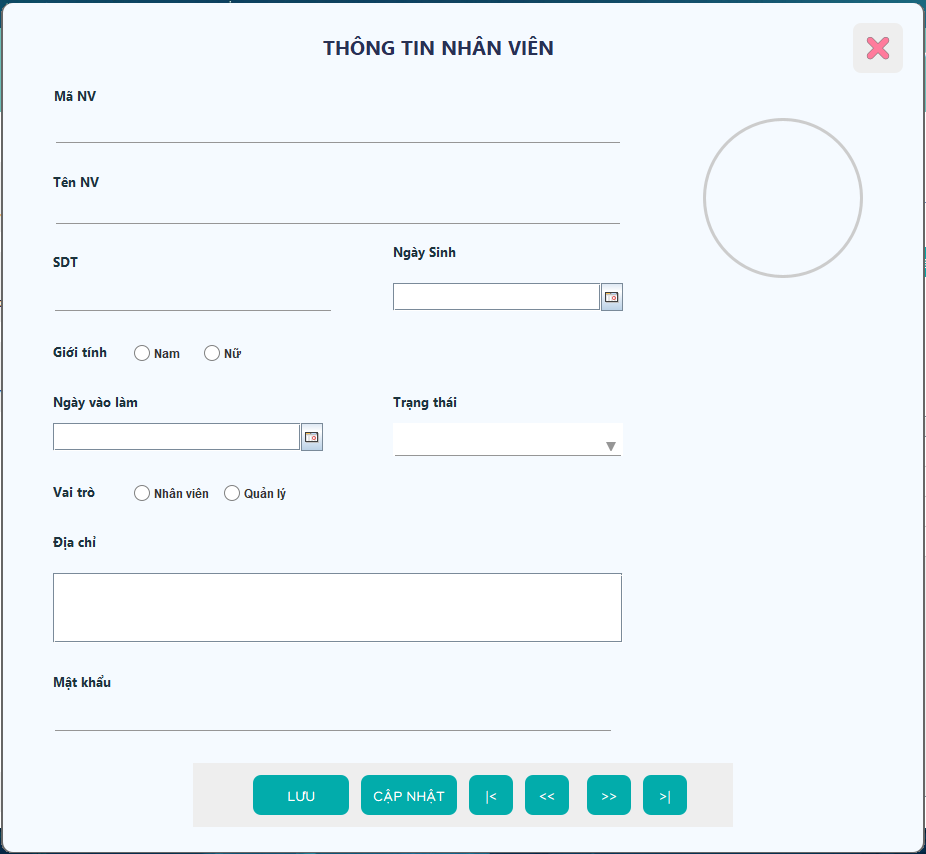 THÔNG TIN NHÂN VIÊN
Mã NV
Tên NV
SDT
Ngày Sinh
Giới tính Nam Nữ
Ngày vào làm Trạng thái
Vai trò Nhân viên Quản lý
Địa chỉ
Mật khẩu
LƯU CẬP NHẬT |< << >> >|